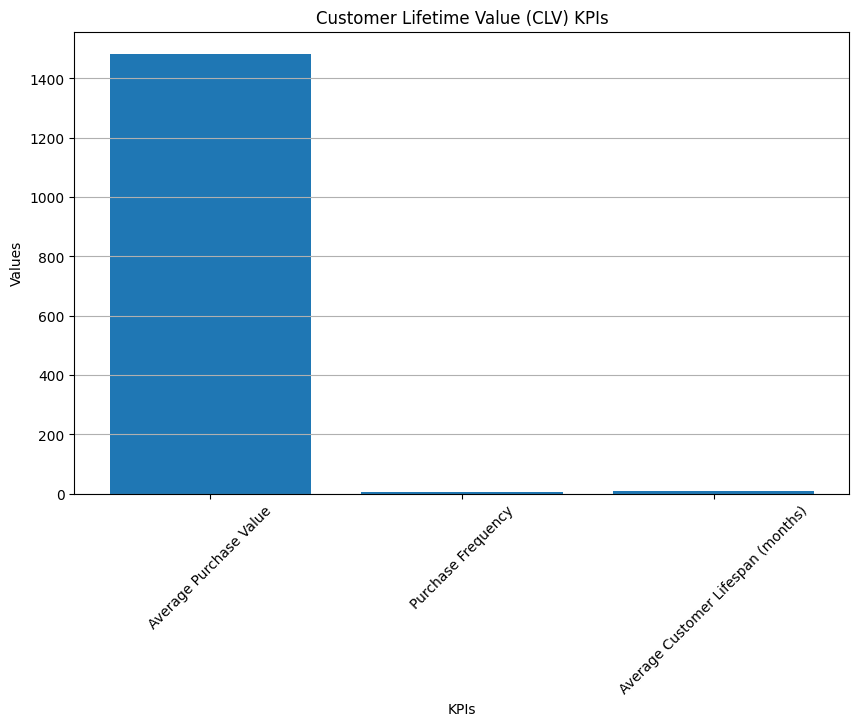 Customer Lifetime Value (CLV) KPIs
1400
1200
1000
800
600
400
200
0
Values
Average Purchase Value
Purchase Frequency
Average Customer Lifespan (months)
KPIs